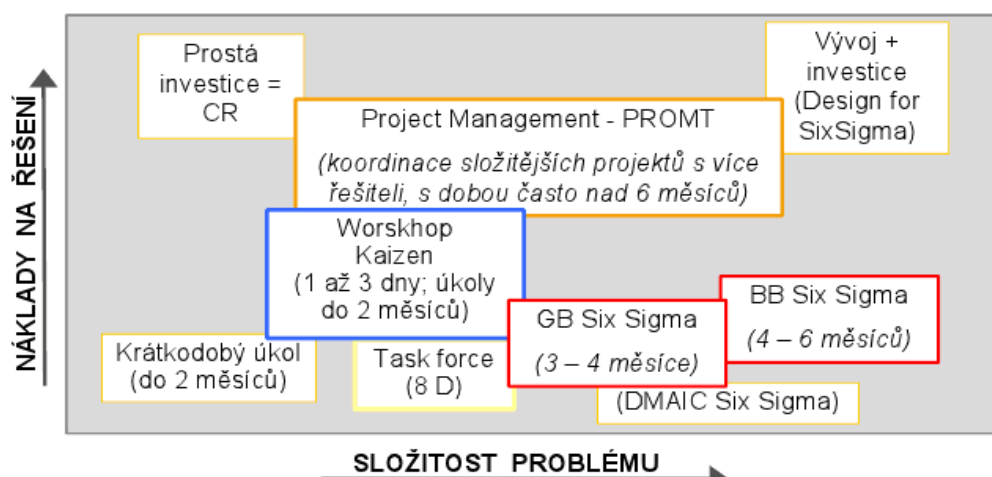 NÁKLADY NA ŘEŠENÍ
Prostá
investice =
CR
Vývoj +
investice
(Design for
SixSigma)
Project Management - PROMT
(koordinace složitějších projektů s více
řešiteli, s dobou často nad 6 měsíců)
Worskhop
Kaizen
(1 až 3 dny; úkoly
do 2 měsíců)
BB Six Sigma
(4 – 6 měsíců)
GB Six Sigma
(3 – 4 měsíce)
Krátkodobý úkol
(do 2 měsíců)
Task force
(8 D)
(DMAIC Six Sigma)
SLOŽITOST PROBLÉMU